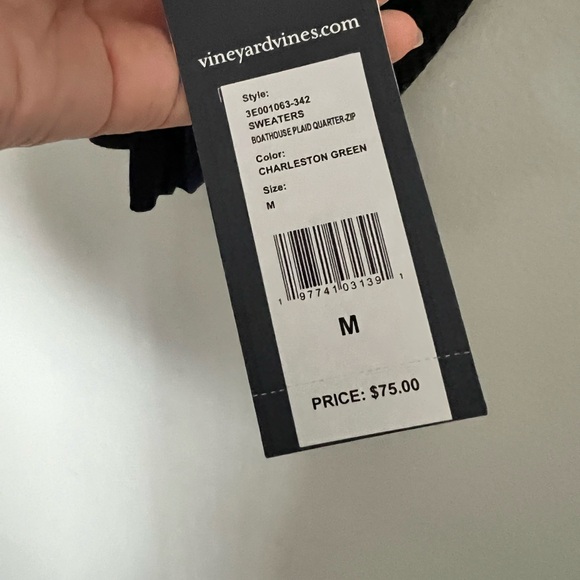 vineyardvines.com
Style:
3E001063-342
SWEATERS
BOATHOUSE PLAID QUARTER-ZIP
Color:
CHARLESTON GREEN
Size:
M
1 97741 03139 1
M
PRICE: $75.00